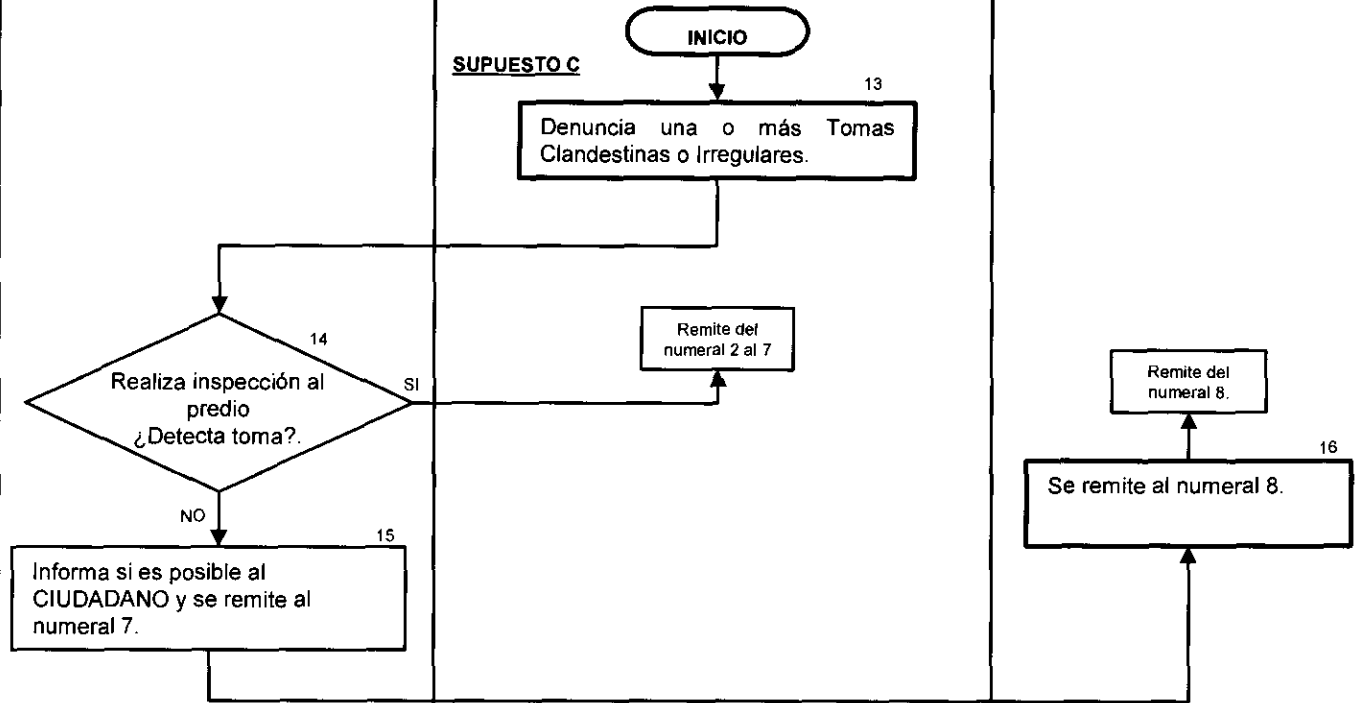 INICIO
SUPUESTO C
13
Denuncia una o más Tomas
Clandestinas o Irregulares.
14
Realiza inspección al
predio
¿Detecta toma?.
SI
Remite del
numeral 2 al 7
NO
15
Informa si es posible al
CIUDADANO y se remite al
numeral 7.
Remite del
numeral 8.
16
Se remite al numeral 8.